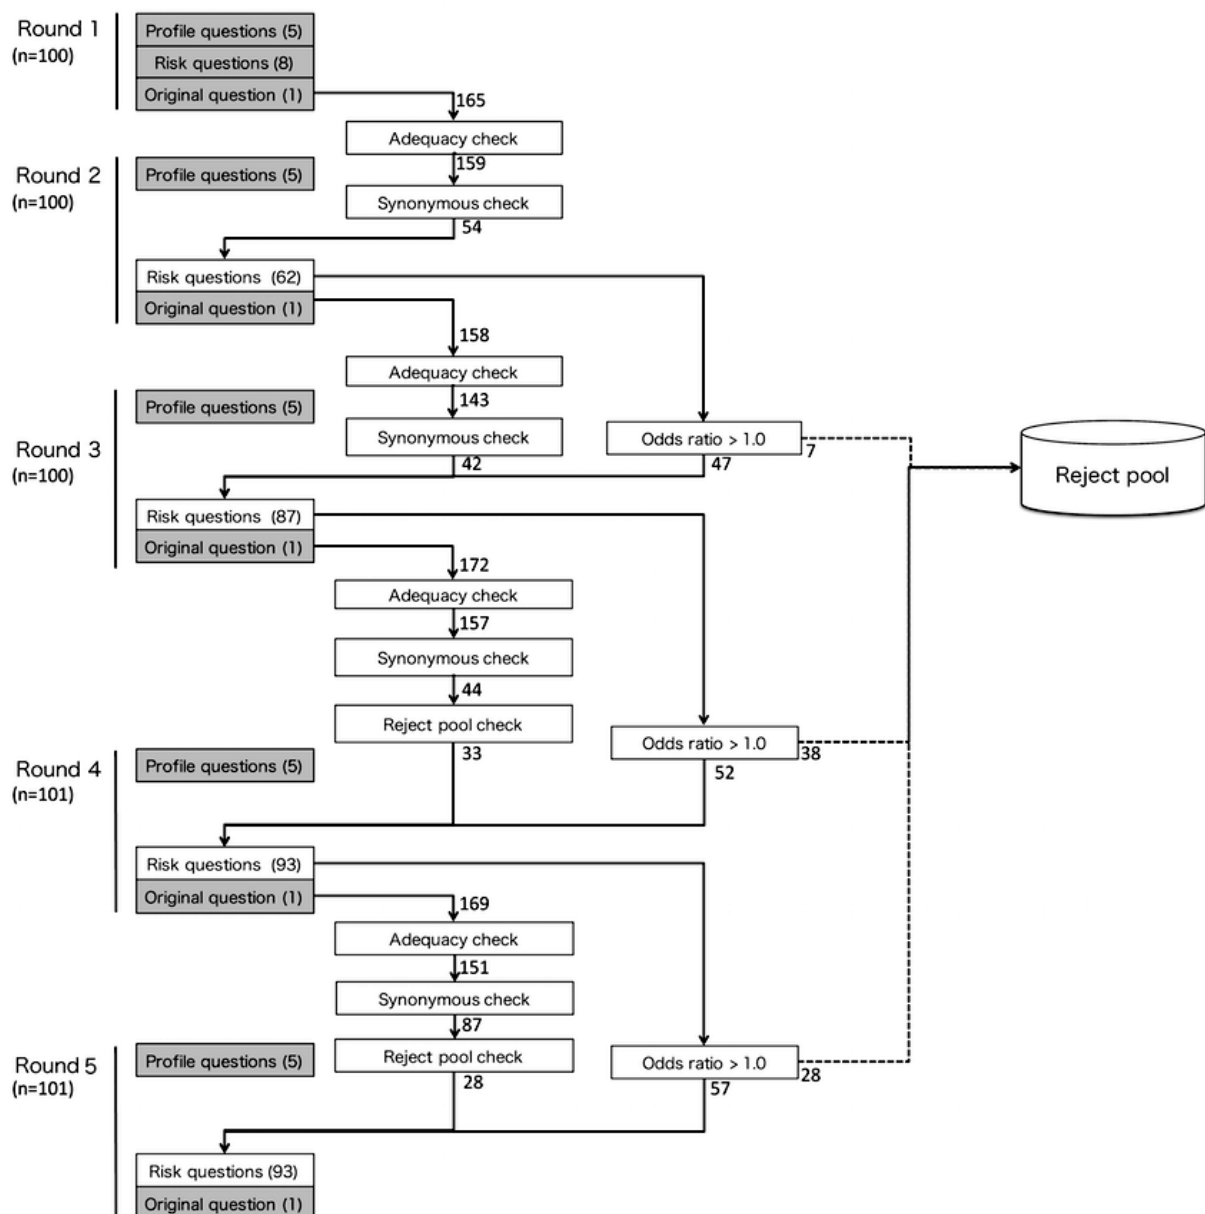 Round 1
(n=100)
Profile questions (5)
Risk questions (8)
Original question (1)
165
Adequacy check
159
Synonymous check
54
Round 2
(n=100)
Profile questions (5)
Risk questions (62)
Original question (1)
158
Adequacy check
143
Synonymous check
42
Odds ratio > 1.0
7
47
Reject pool
Round 3
(n=100)
Profile questions (5)
Risk questions (87)
Original question (1)
172
Adequacy check
157
Synonymous check
44
Reject pool check
33
Odds ratio > 1.0
38
52
Round 4
(n=101)
Profile questions (5)
Risk questions (93)
Original question (1)
169
Adequacy check
151
Synonymous check
87
Reject pool check
28
Odds ratio > 1.0
28
57
Round 5
(n=101)
Profile questions (5)
Risk questions (93)
Original question (1)